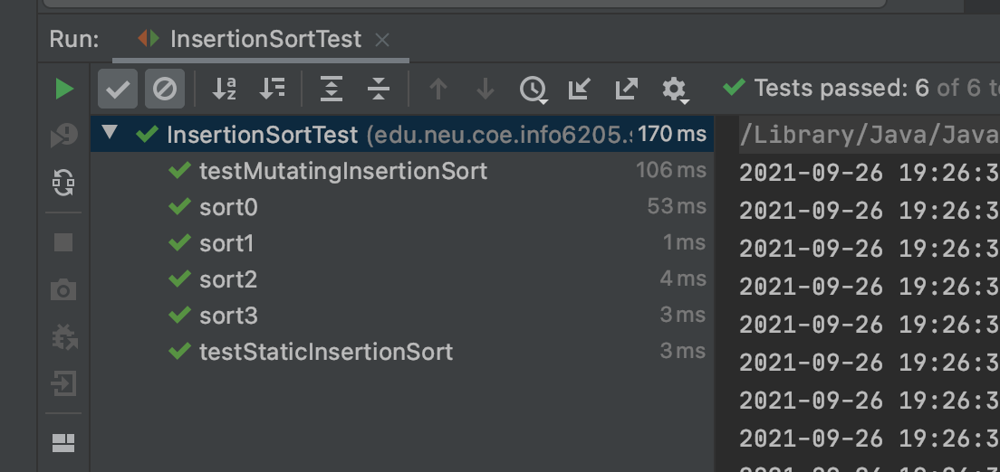 Run: InsertionSortTest
Tests passed: 6 of 6 t
InsertionSortTest (edu.neu.coe.info6205. 170 ms
testMutatingInsertionSort 106 ms
sort0 53 ms
sort1 1 ms
sort2 4 ms
sort3 3 ms
testStaticInsertionSort 3 ms
/Library/Java/Java
2021-09-26 19:26:3
2021-09-26 19:26:3
2021-09-26 19:26:3
2021-09-26 19:26:3
2021-09-26 19:26:3
2021-09-26 19:26:3
2021-09-26 19:26:3
2021-09-26 19:26:3